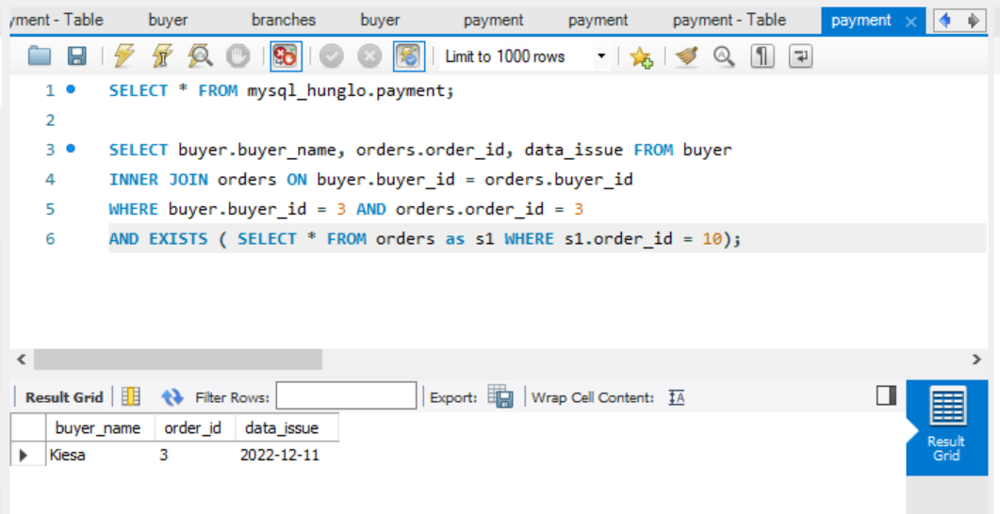 yment - Table buyer branches buyer payment payment payment - Table payment
Limit to 1000 rows
1 SELECT * FROM mysql_hunglo.payment;
2
3 SELECT buyer.buyer_name, orders.order_id, data_issue FROM buyer
4 INNER JOIN orders ON buyer.buyer_id = orders.buyer_id
5 WHERE buyer.buyer_id = 3 AND orders.order_id = 3
6 AND EXISTS ( SELECT * FROM orders as s1 WHERE s1.order_id = 10);
Result Grid Filter Rows: Export: Wrap Cell Content:
buyer_name order_id data_issue
Kiesa 3 2022-12-11
Result
Grid